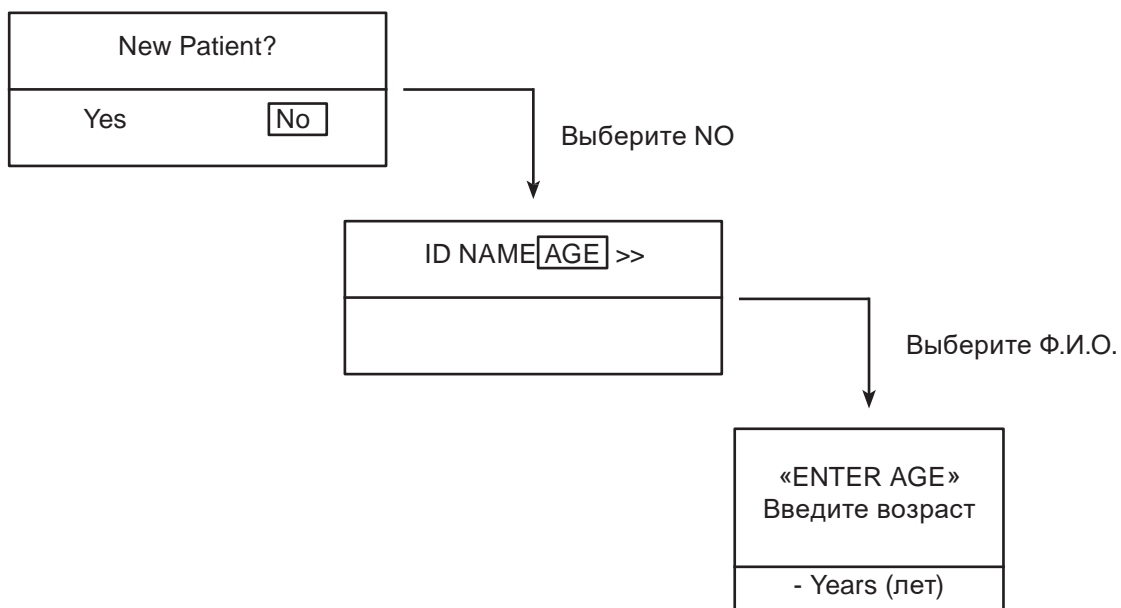 New Patient?
Yes No
Выберите NO
ID NAME AGE >>
Выберите Ф.И.О.
«ENTER AGE»
Введите возраст
- Years (лет)